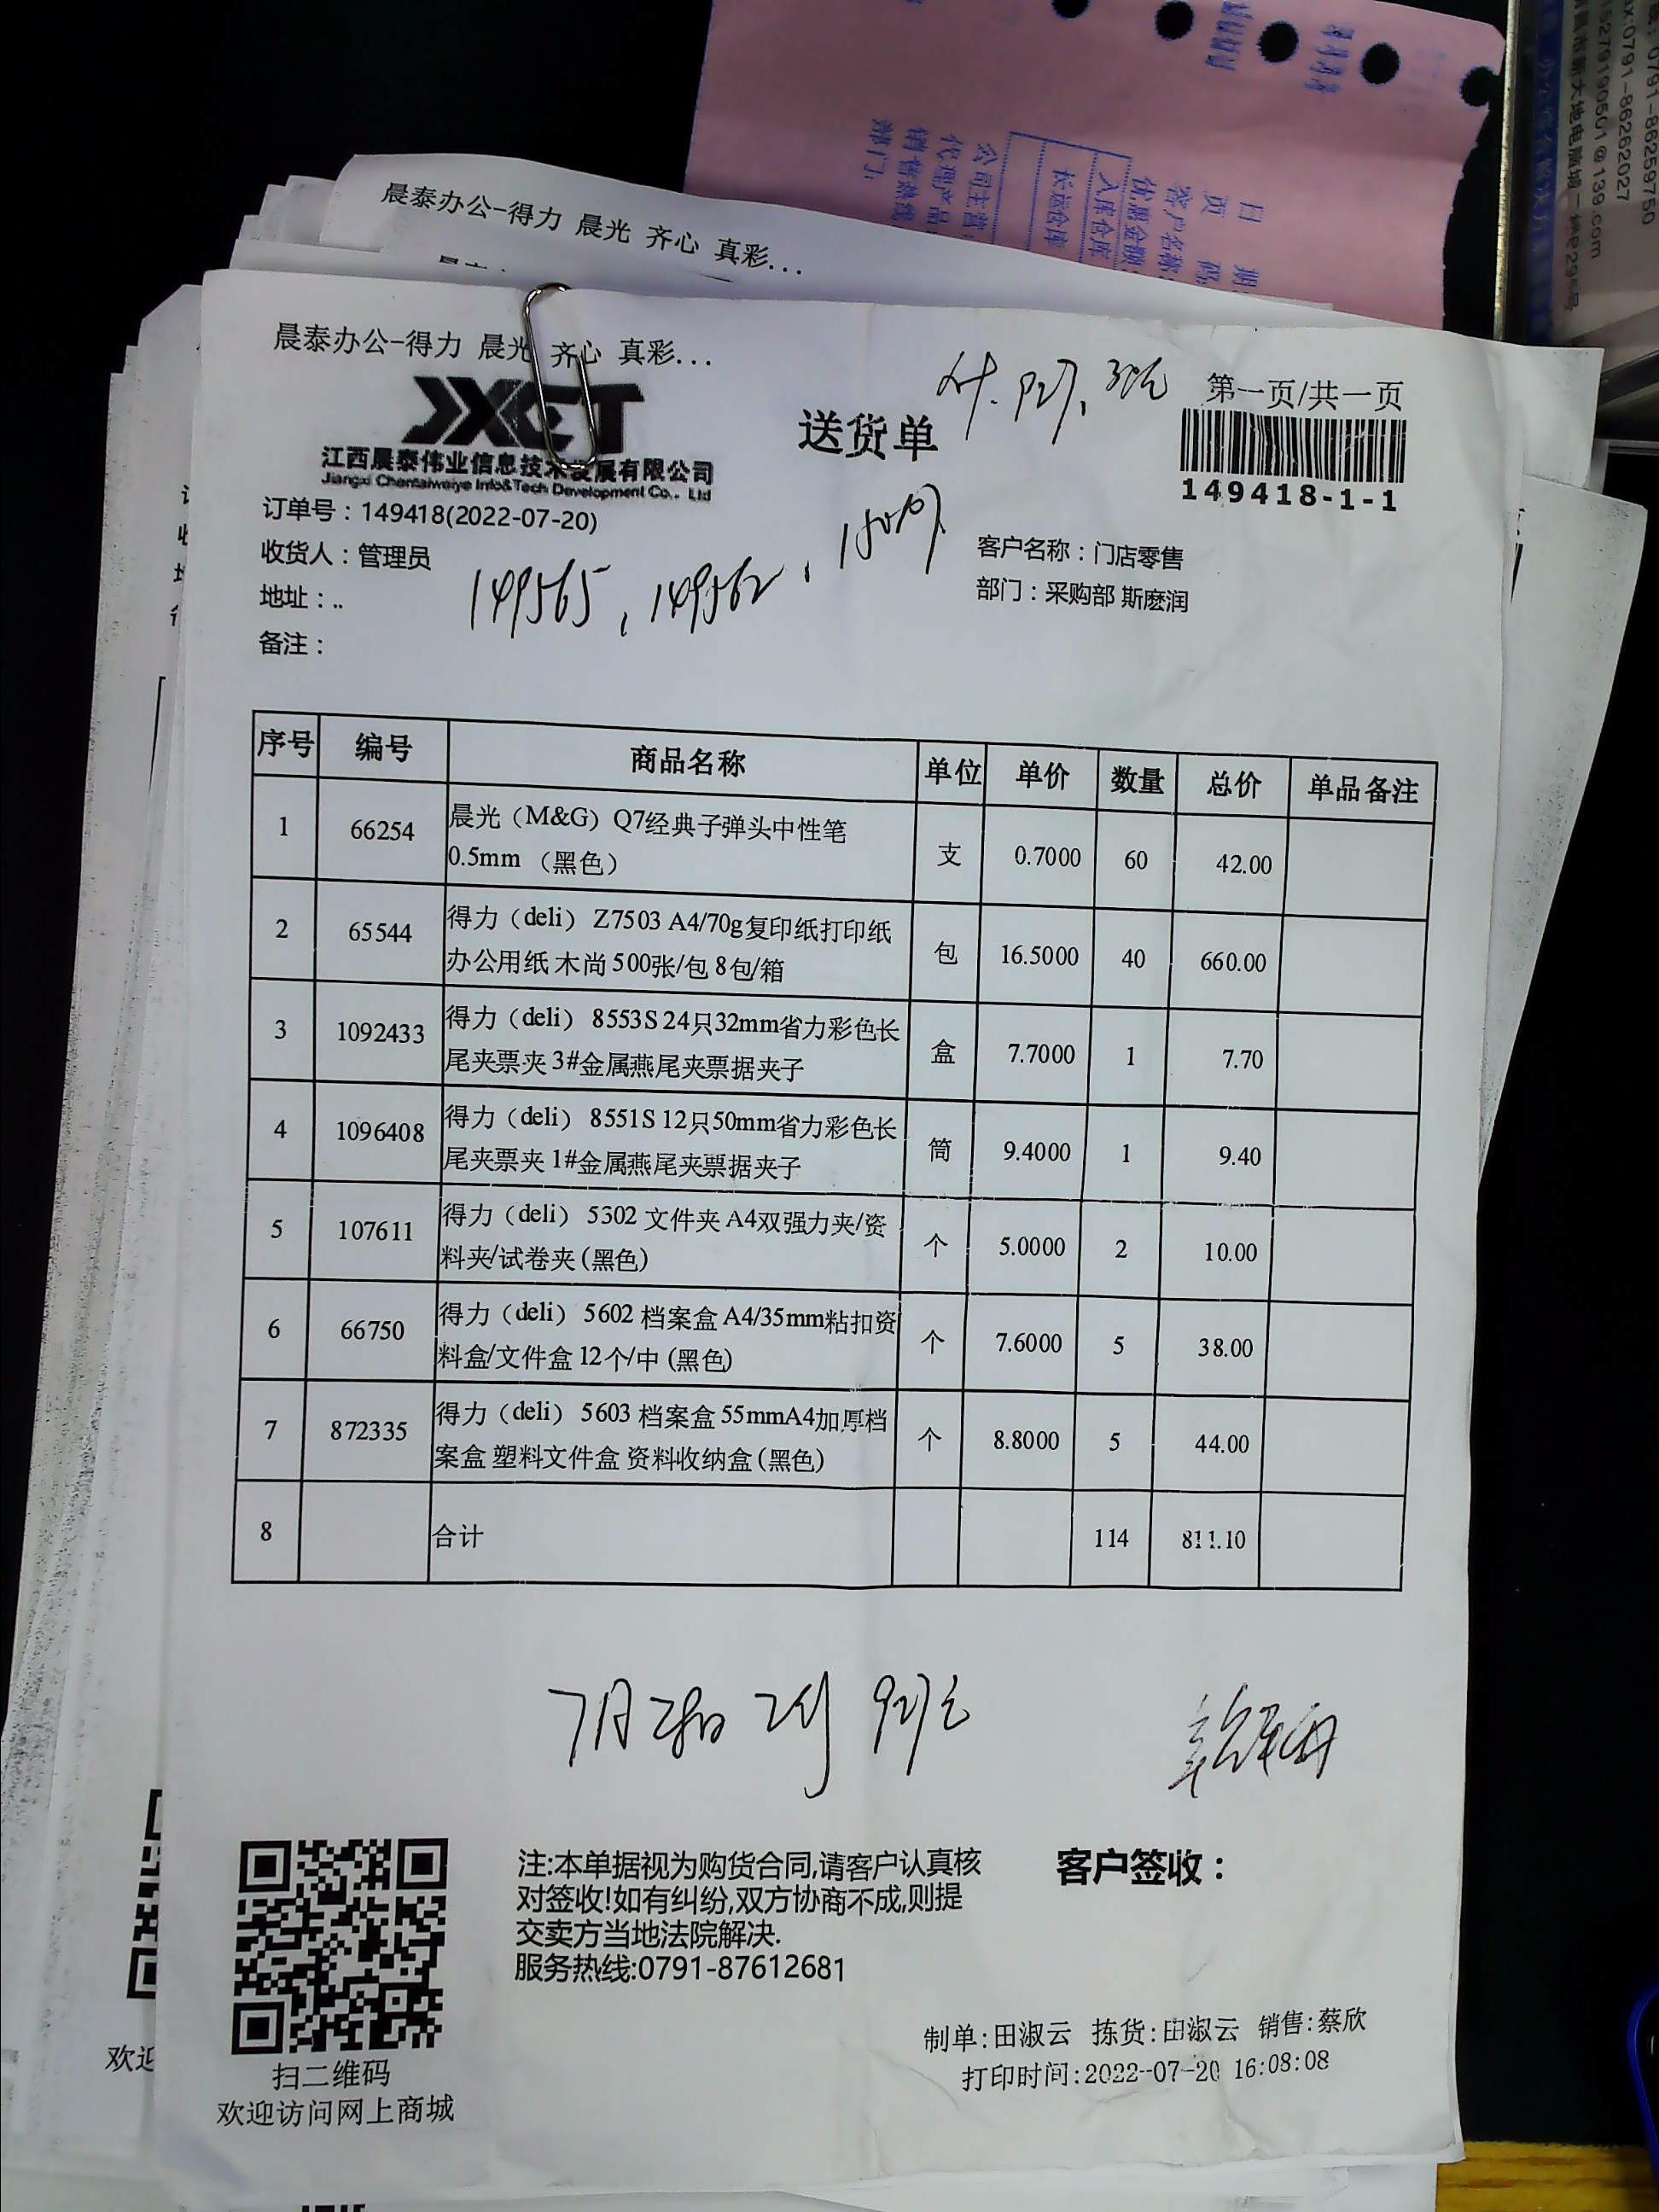 晨泰办公-得力 晨光 齐心 真彩...
晨泰办公-得力 晨光 齐心 真彩...
第一页/共一页
JXCT
送货单
江西晨泰伟业信息技术发展有限公司
Jiangxi Chentaiweiye Info&Tech Development Co., Ltd
149418-1-1
订单号：149418(2022-07-20)
收货人：管理员
客户名称：门店零售
地址：..
149565, 149562,
部门：采购部 斯麽润
备注：
序号 编号 商品名称 单位 单价 数量 总价 单品备注
1 66254 晨光（M&G）Q7经典子弹头中性笔
0.5mm （黑色） 支 0.7000 60 42.00
2 65544 得力（deli） Z7503 A4/70g复印纸打印纸
办公用纸 木尚 500张/包 8包/箱 包 16.5000 40 660.00
3 1092433 得力（deli） 8553S 24只32mm省力彩色长
尾夹票夹 3#金属燕尾夹票据夹子 盒 7.7000 1 7.70
4 1096408 得力（deli） 8551S 12只50mm省力彩色长
尾夹票夹 1#金属燕尾夹票据夹子 筒 9.4000 1 9.40
5 107611 得力（deli） 5302 文件夹 A4双强力夹/资
料夹/试卷夹 (黑色) 个 5.0000 2 10.00
6 66750 得力（deli） 5602 档案盒 A4/35mm粘扣资
料盒/文件盒 12个/中 (黑色) 个 7.6000 5 38.00
7 872335 得力（deli） 5603 档案盒 55mmA4加厚档
案盒 塑料文件盒 资料收纳盒 (黑色) 个 8.8000 5 44.00
8 合计 114 811.10
注:本单据视为购货合同,请客户认真核
对签收!如有纠纷,双方协商不成,则提
交卖方当地法院解决.
服务热线:0791-87612681
客户签收：
扫二维码
欢迎访问网上商城
制单:田淑云 拣货:田淑云 销售:蔡欣
打印时间:2022-07-20 16:08:08